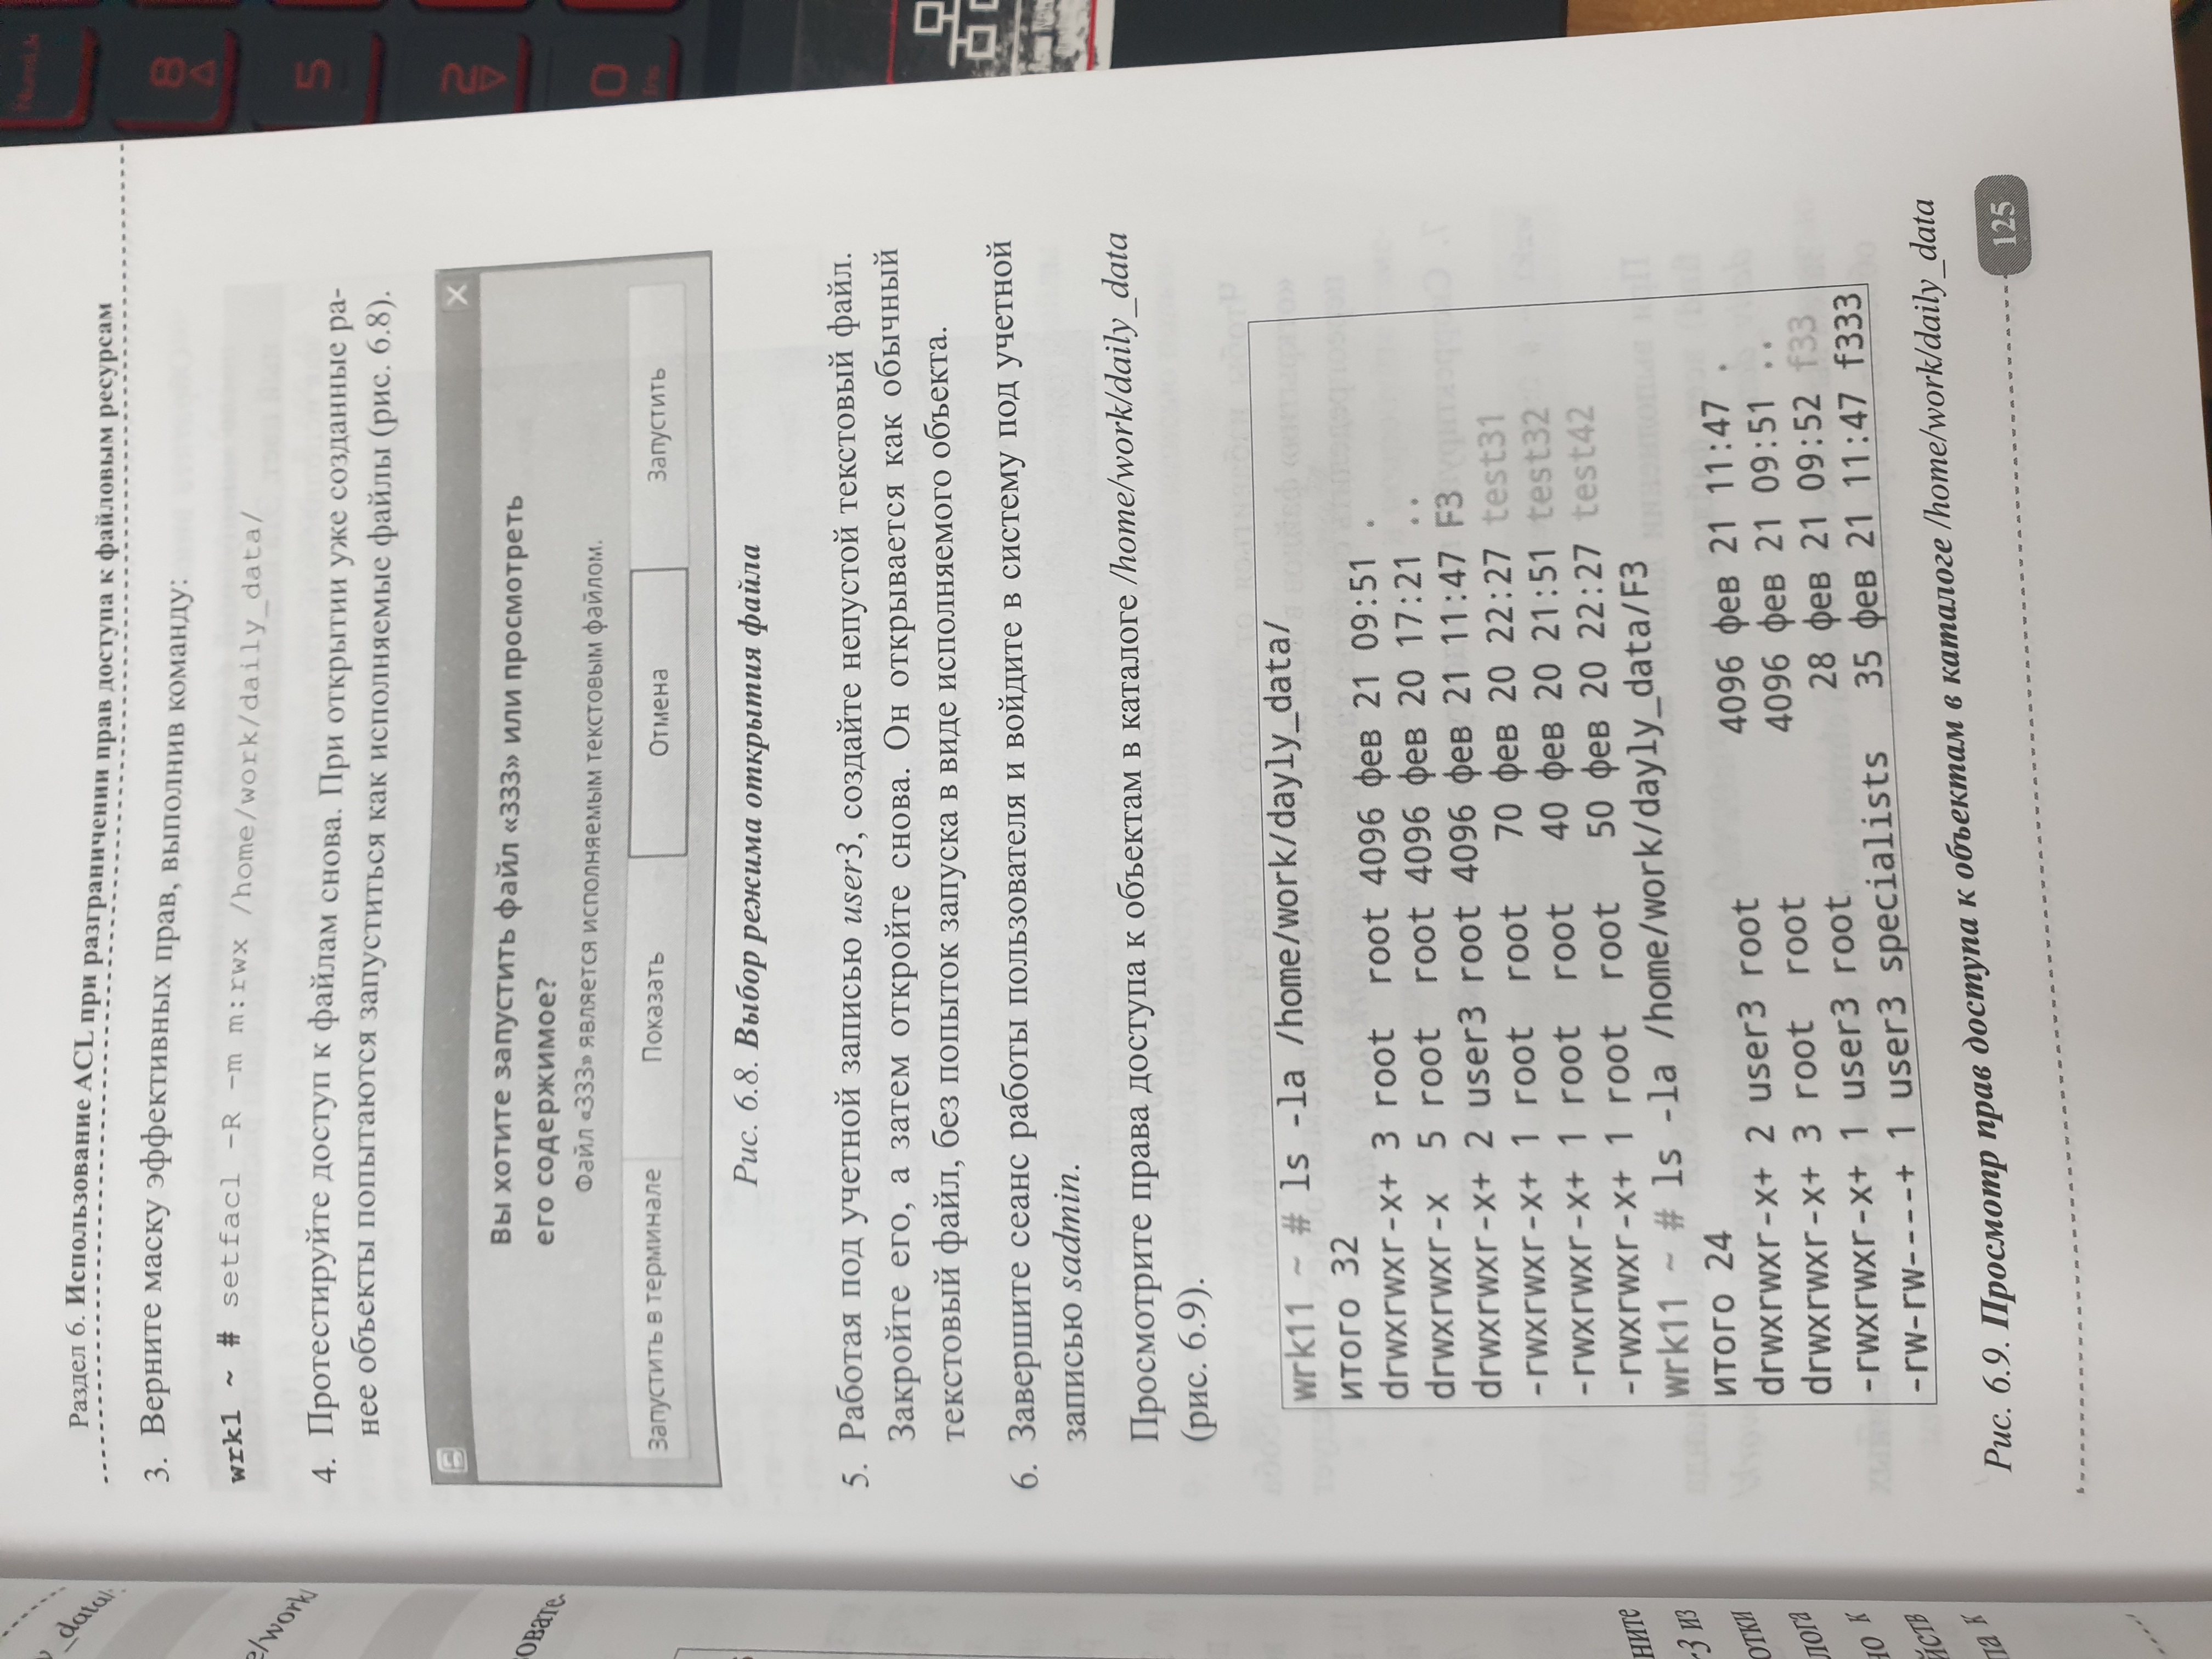 Раздел 6. Использование ACL при разграничении прав доступа к файловым ресурсам
3. Верните маску эффективных прав, выполнив команду:
wrk1 ~ # setfacl -R -m m:rwx /home/work/daily_data/
4. Протестируйте доступ к файлам снова. При открытии уже созданные ра-
нее объекты попытаются запуститься как исполняемые файлы (рис. 6.8).
Вы хотите запустить файл «333» или просмотреть
его содержимое?
Файл «333» является исполняемым текстовым файлом.
Запустить в терминале Показать Отмена Запустить
Рис. 6.8. Выбор режима открытия файла
5. Работая под учетной записью user3, создайте непустой текстовый файл.
Закройте его, а затем откройте снова. Он открывается как обычный
текстовый файл, без попыток запуска в виде исполняемого объекта.
6. Завершите сеанс работы пользователя и войдите в систему под учетной
записью sadmin.
Просмотрите права доступа к объектам в каталоге /home/work/daily_data
(рис. 6.9).
wrk11 ~ # ls -la /home/work/dayly_data/
итого 32
drwxrwxr-x+ 3 root root 4096 фев 21 09:51 .
drwxrwxr-x 5 root root 4096 фев 20 17:21 ..
drwxrwxr-x+ 2 user3 root 4096 фев 21 11:47 F3
-rwxrwxr-x+ 1 root root 70 фев 20 22:27 test31
-rwxrwxr-x+ 1 root root 40 фев 20 21:51 test32
-rwxrwxr-x+ 1 root root 50 фев 20 22:27 test42
wrk11 ~ # ls -la /home/work/dayly_data/F3
итого 24
drwxrwxr-x+ 2 user3 root 4096 фев 21 11:47 .
drwxrwxr-x+ 3 root root 4096 фев 21 09:51 ..
-rwxrwxr-x+ 1 user3 root 28 фев 21 09:52 f33
-rw-rw----+ 1 user3 specialists 35 фев 21 11:47 f333
Рис. 6.9. Просмотр прав доступа к объектам в каталоге /home/work/daily_data
125
8
5
2
0
Ins